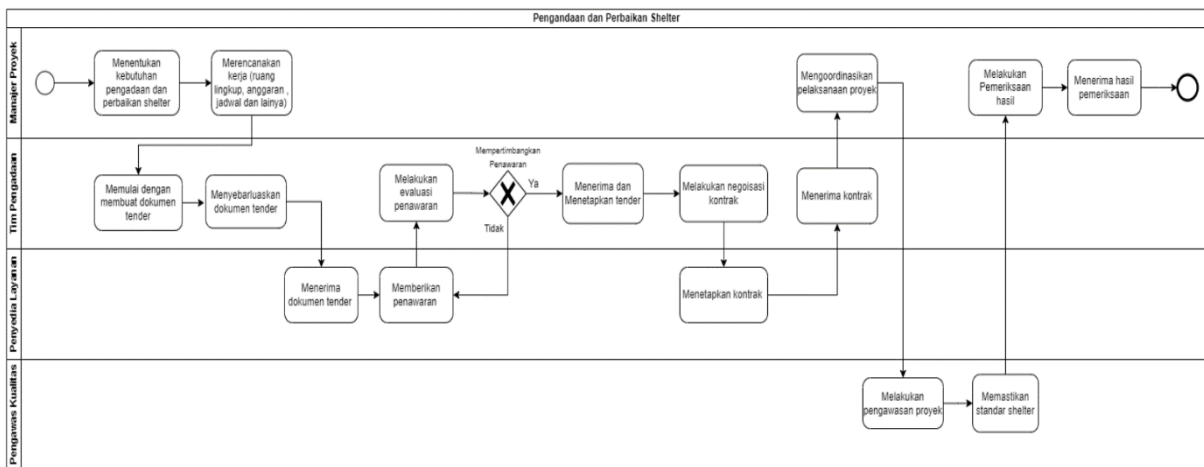 Pengandaan dan Perbaikan Shelter
Manajer Proyek
Menentukan
kebutuhan
pengadaan dan
perbaikan shelter
Merencanakan
kerja (ruang
lingkup, anggaran ,
jadwal dan lainya)
Mengoordinasikan
pelaksanaan proyek
Melakukan
Pemeriksaan
hasil
Menerima hasil
pemeriksaan
Tim Pengadaan
Memulai dengan
membuat dokumen
tender
Menyebarluaskan
dokumen tender
Melakukan
evaluasi
penawaran
Mempertimbangkan
Penawaran
Ya
Tidak
Menerima dan
Menetapkan tender
Melakukan negoisasi
kontrak
Menerima kontrak
Penyedia Layanan
Menerima
dokumen tender
Memberikan
penawaran
Menetapkan kontrak
Pengawas Kualitas
Melakukan
pengawasan proyek
Memastikan
standar shelter